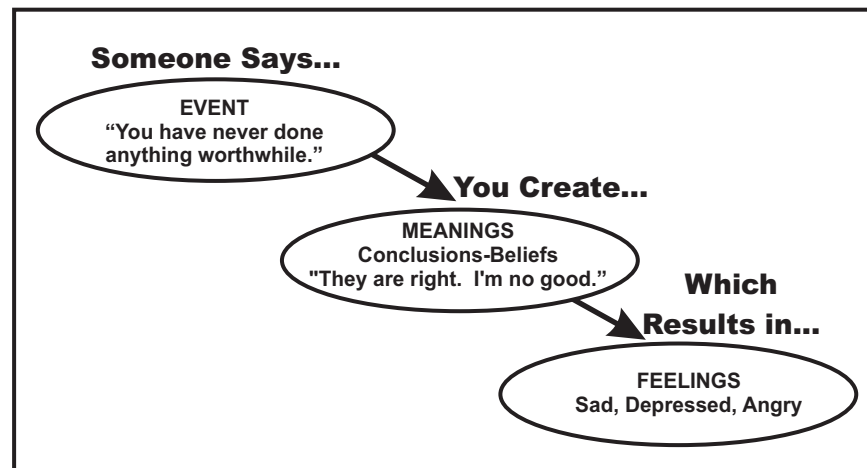 Someone Says...
EVENT
“You have never done
anything worthwhile.”
You Create...
MEANINGS
Conclusions-Beliefs
"They are right.  I'm no good.”
Which
Results in...
FEELINGS
Sad, Depressed, Angry